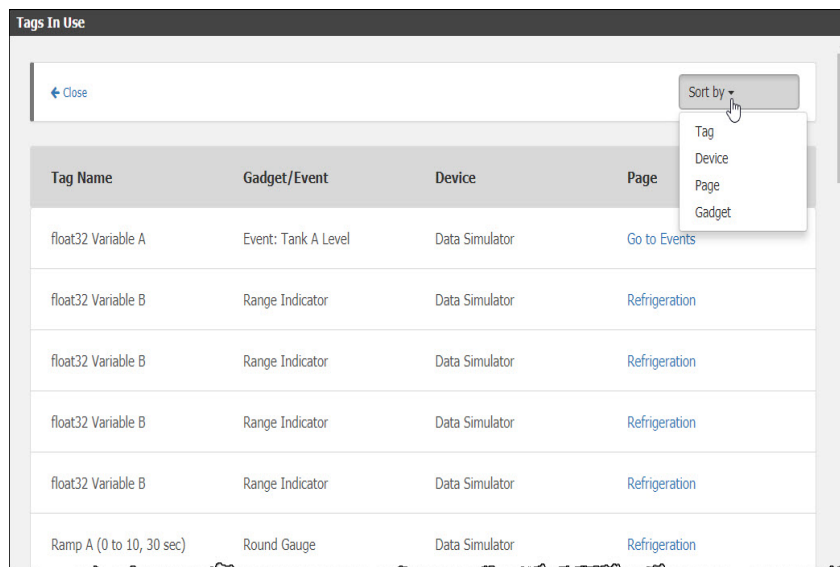 Tags In Use
← Close
Sort by
Tag
Device
Page
Gadget
Tag Name Gadget/Event Device Page
float32 Variable A Event: Tank A Level Data Simulator Go to Events
float32 Variable B Range Indicator Data Simulator Refrigeration
float32 Variable B Range Indicator Data Simulator Refrigeration
float32 Variable B Range Indicator Data Simulator Refrigeration
float32 Variable B Range Indicator Data Simulator Refrigeration
Ramp A (0 to 10, 30 sec) Round Gauge Data Simulator Refrigeration